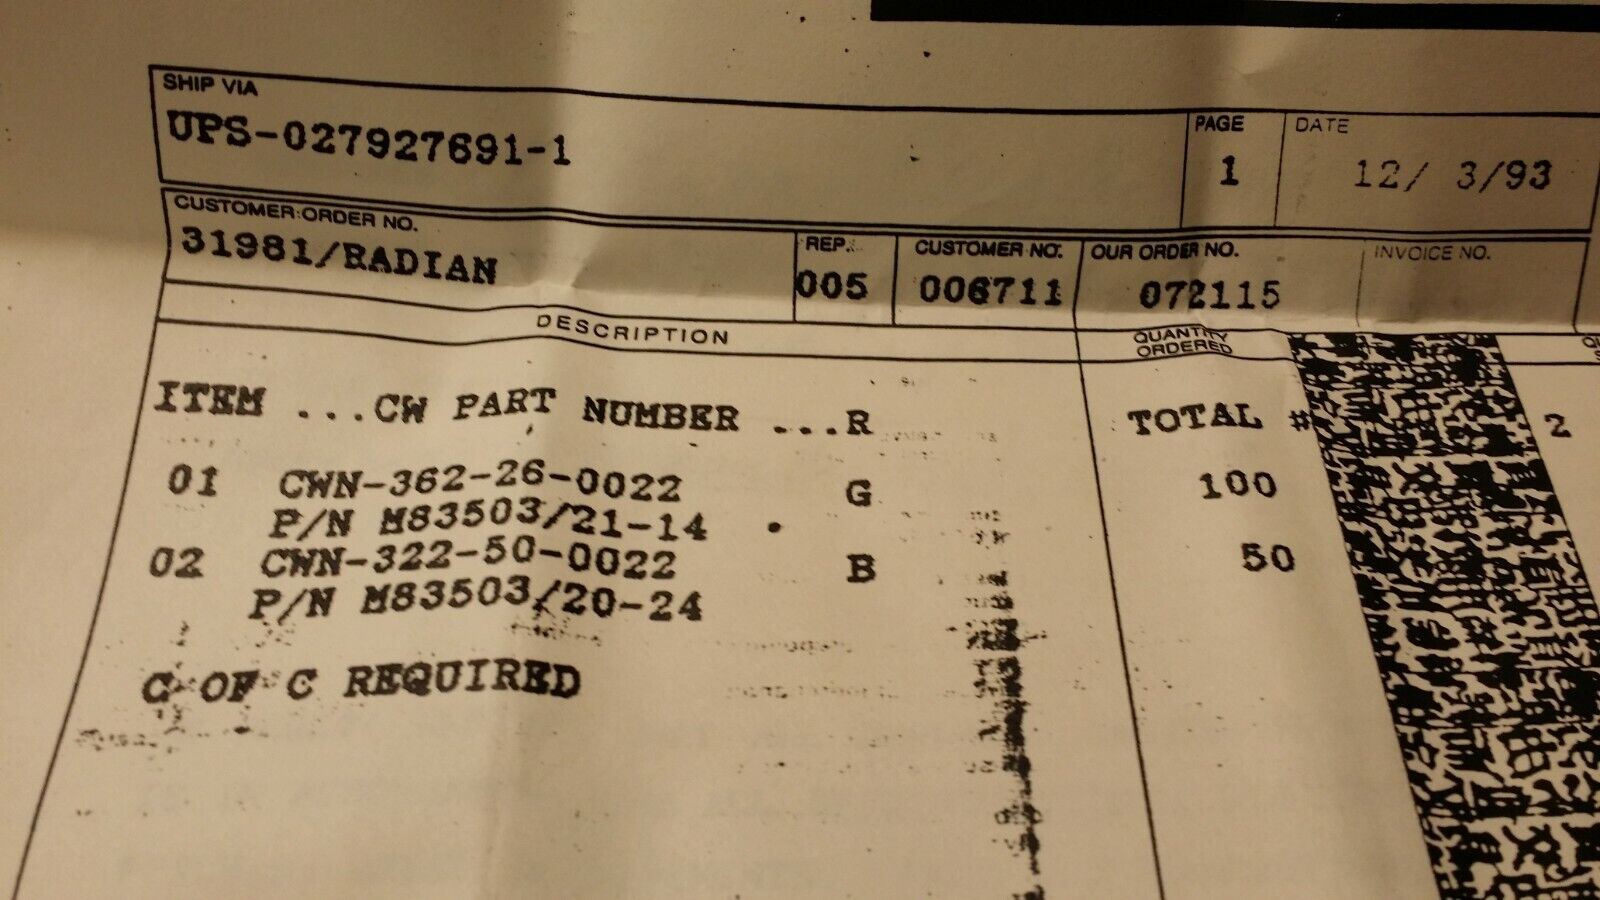 SHIP VIA
UPS-027927691-1
PAGE
1
DATE
12/ 3/93
CUSTOMER ORDER NO.
31981/RADIAN
REP.
005
CUSTOMER NO.
006711
OUR ORDER NO.
072115
INVOICE NO.
DESCRIPTION
QUANTITY
ORDERED
ITEM ...CW PART NUMBER ...R TOTAL # 2
01 CWN-362-26-0022 G 100
P/N M83503/21-14
02 CWN-322-50-0022 B 50
P/N M83503/20-24
C OF C REQUIRED